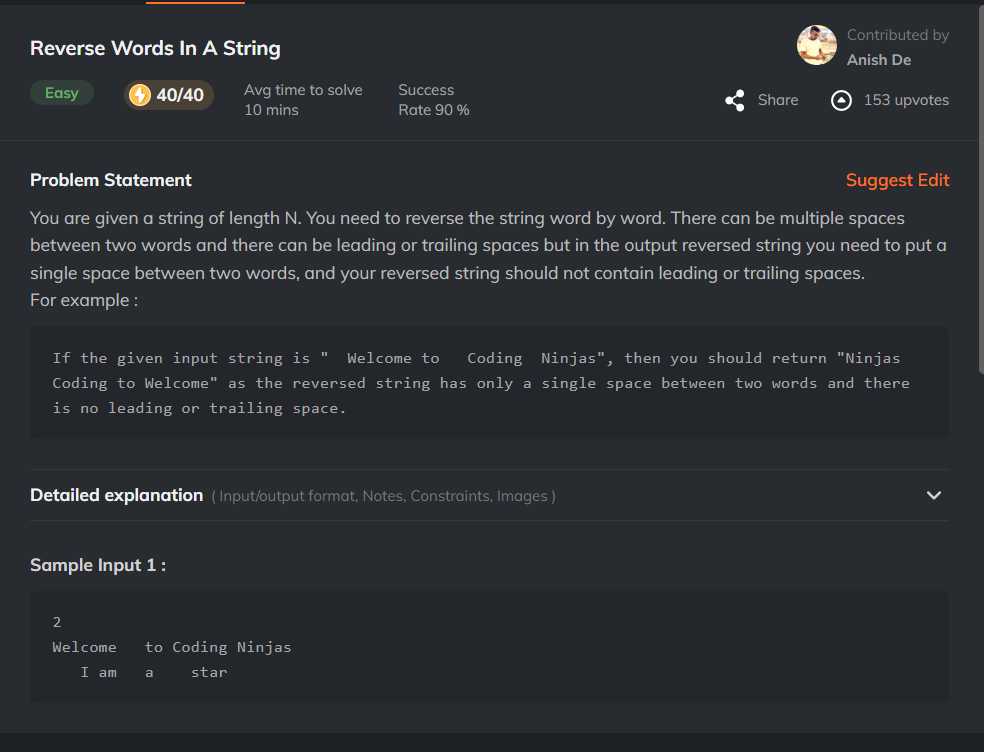 Reverse Words In A String
Contributed by
Anish De
Easy
40/40
Avg time to solve
10 mins
Success
Rate 90 %
Share
153 upvotes
Problem Statement
Suggest Edit
You are given a string of length N. You need to reverse the string word by word. There can be multiple spaces
between two words and there can be leading or trailing spaces but in the output reversed string you need to put a
single space between two words, and your reversed string should not contain leading or trailing spaces.
For example :
If the given input string is "  Welcome to   Coding  Ninjas", then you should return "Ninjas
Coding to Welcome" as the reversed string has only a single space between two words and there
is no leading or trailing space.
Detailed explanation ( Input/output format, Notes, Constraints, Images )
Sample Input 1 :
2
Welcome   to Coding Ninjas
   I am   a    star